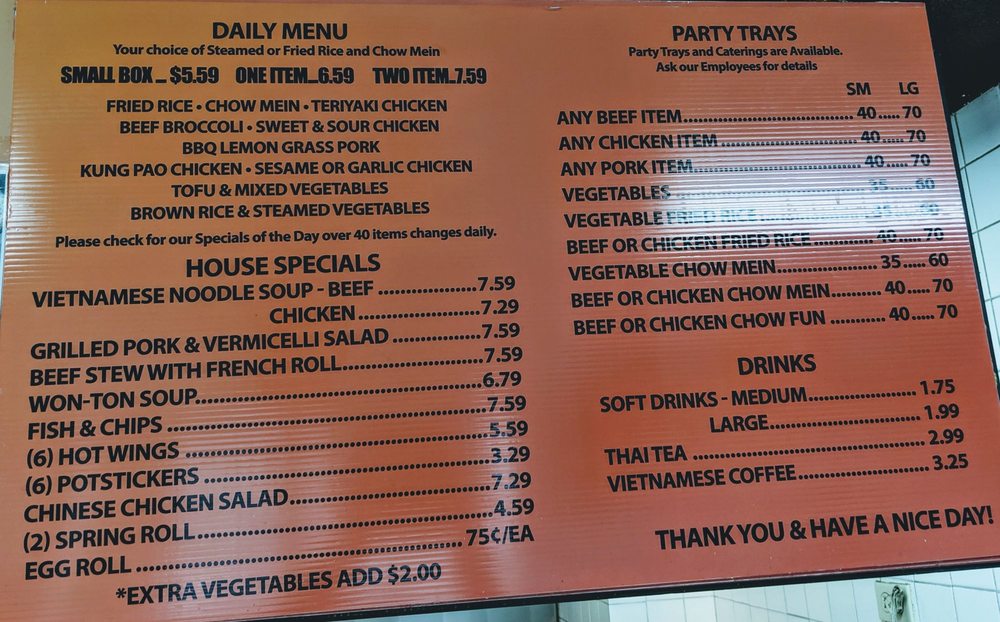 DAILY MENU
Your choice of Steamed or Fried Rice and Chow Mein
SMALL BOX... $5.59 ONE ITEM...6.59 TWO ITEM..7.59
FRIED RICE • CHOW MEIN • TERIYAKI CHICKEN
BEEF BROCCOLI • SWEET & SOUR CHICKEN
BBQ LEMON GRASS PORK
KUNG PAO CHICKEN • SESAME OR GARLIC CHICKEN
TOFU & MIXED VEGETABLES
BROWN RICE & STEAMED VEGETABLES
Please check for our Specials of the Day over 40 items changes daily.
HOUSE SPECIALS
VIETNAMESE NOODLE SOUP - BEEF ..................7.59
CHICKEN......................7.29
GRILLED PORK & VERMICELLI SALAD ................7.59
BEEF STEW WITH FRENCH ROLL.........................7.59
WON-TON SOUP..................................................6.79
FISH & CHIPS ........................................................7.59
(6) HOT WINGS .....................................................5.59
(6) POTSTICKERS ..................................................3.29
CHINESE CHICKEN SALAD...................................7.29
(2) SPRING ROLL....................................................4.59
EGG ROLL ......................................................... 75¢/EA
*EXTRA VEGETABLES ADD $2.00
PARTY TRAYS
Party Trays and Caterings are Available.
Ask our Employees for details
SM LG
ANY BEEF ITEM.................................... 40..... 70
ANY CHICKEN ITEM ............................. 40..... 70
ANY PORK ITEM................................... 40..... 70
VEGETABLES ........................................ 35..... 60
VEGETABLE FRIED RICE
BEEF OR CHICKEN FRIED RICE ............. 40..... 70
VEGETABLE CHOW MEIN..................... 35..... 60
BEEF OR CHICKEN CHOW MEIN........... 40..... 70
BEEF OR CHICKEN CHOW FUN ........... 40..... 70
DRINKS
SOFT DRINKS - MEDIUM...................... 1.75
LARGE............................... 1.99
THAI TEA .............................................. 2.99
VIETNAMESE COFFEE.......................... 3.25
THANK YOU & HAVE A NICE DAY!